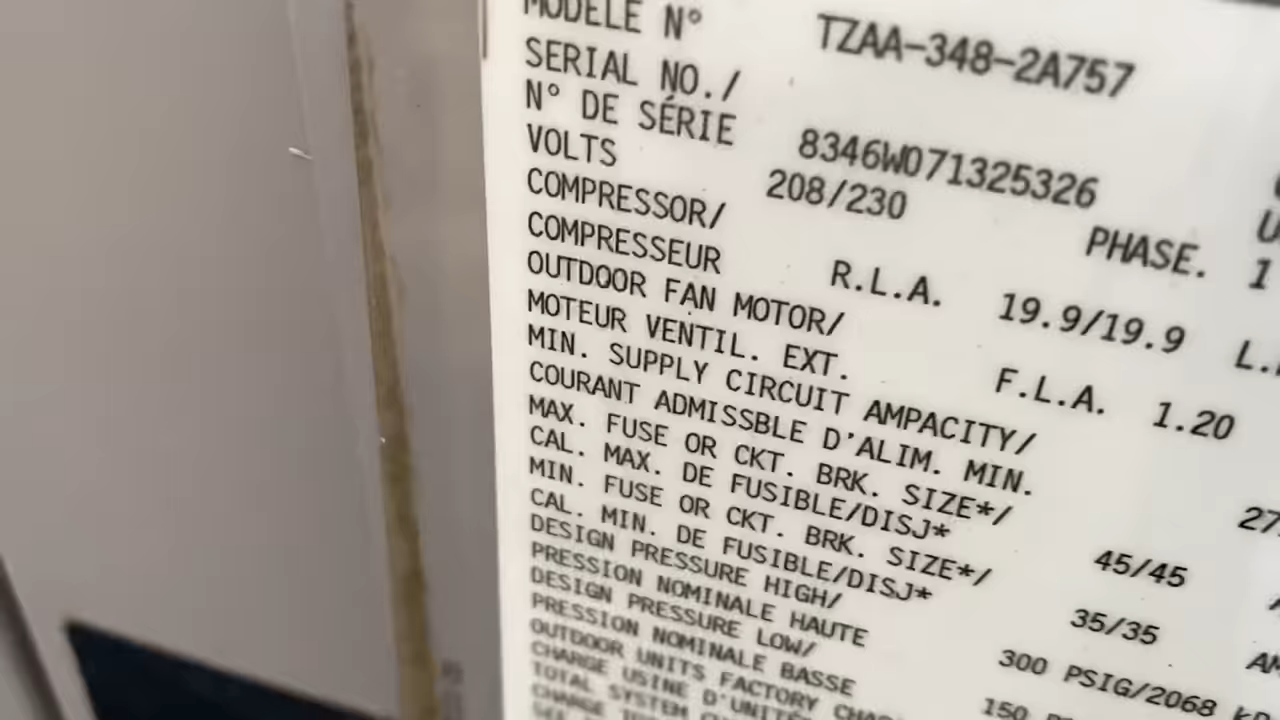 MODELE N° TZAA-348-2A757
SERIAL NO./
N° DE SÉRIE 8346W071325326
VOLTS 208/230 PHASE. 1
COMPRESSOR/
COMPRESSEUR R.L.A. 19.9/19.9
OUTDOOR FAN MOTOR/
MOTEUR VENTIL. EXT. F.L.A. 1.20
MIN. SUPPLY CIRCUIT AMPACITY/
COURANT ADMISSBLE D'ALIM. MIN.
MAX. FUSE OR CKT. BRK. SIZE*/
CAL. MAX. DE FUSIBLE/DISJ* 45/45
MIN. FUSE OR CKT. BRK. SIZE*/
CAL. MIN. DE FUSIBLE/DISJ* 35/35
DESIGN PRESSURE HIGH/
PRESSION NOMINALE HAUTE 300 PSIG/2068
DESIGN PRESSURE LOW/
PRESSION NOMINALE BASSE 150
OUTDOOR UNITS FACTORY
CHARGE USINE
TOTAL SYSTEM